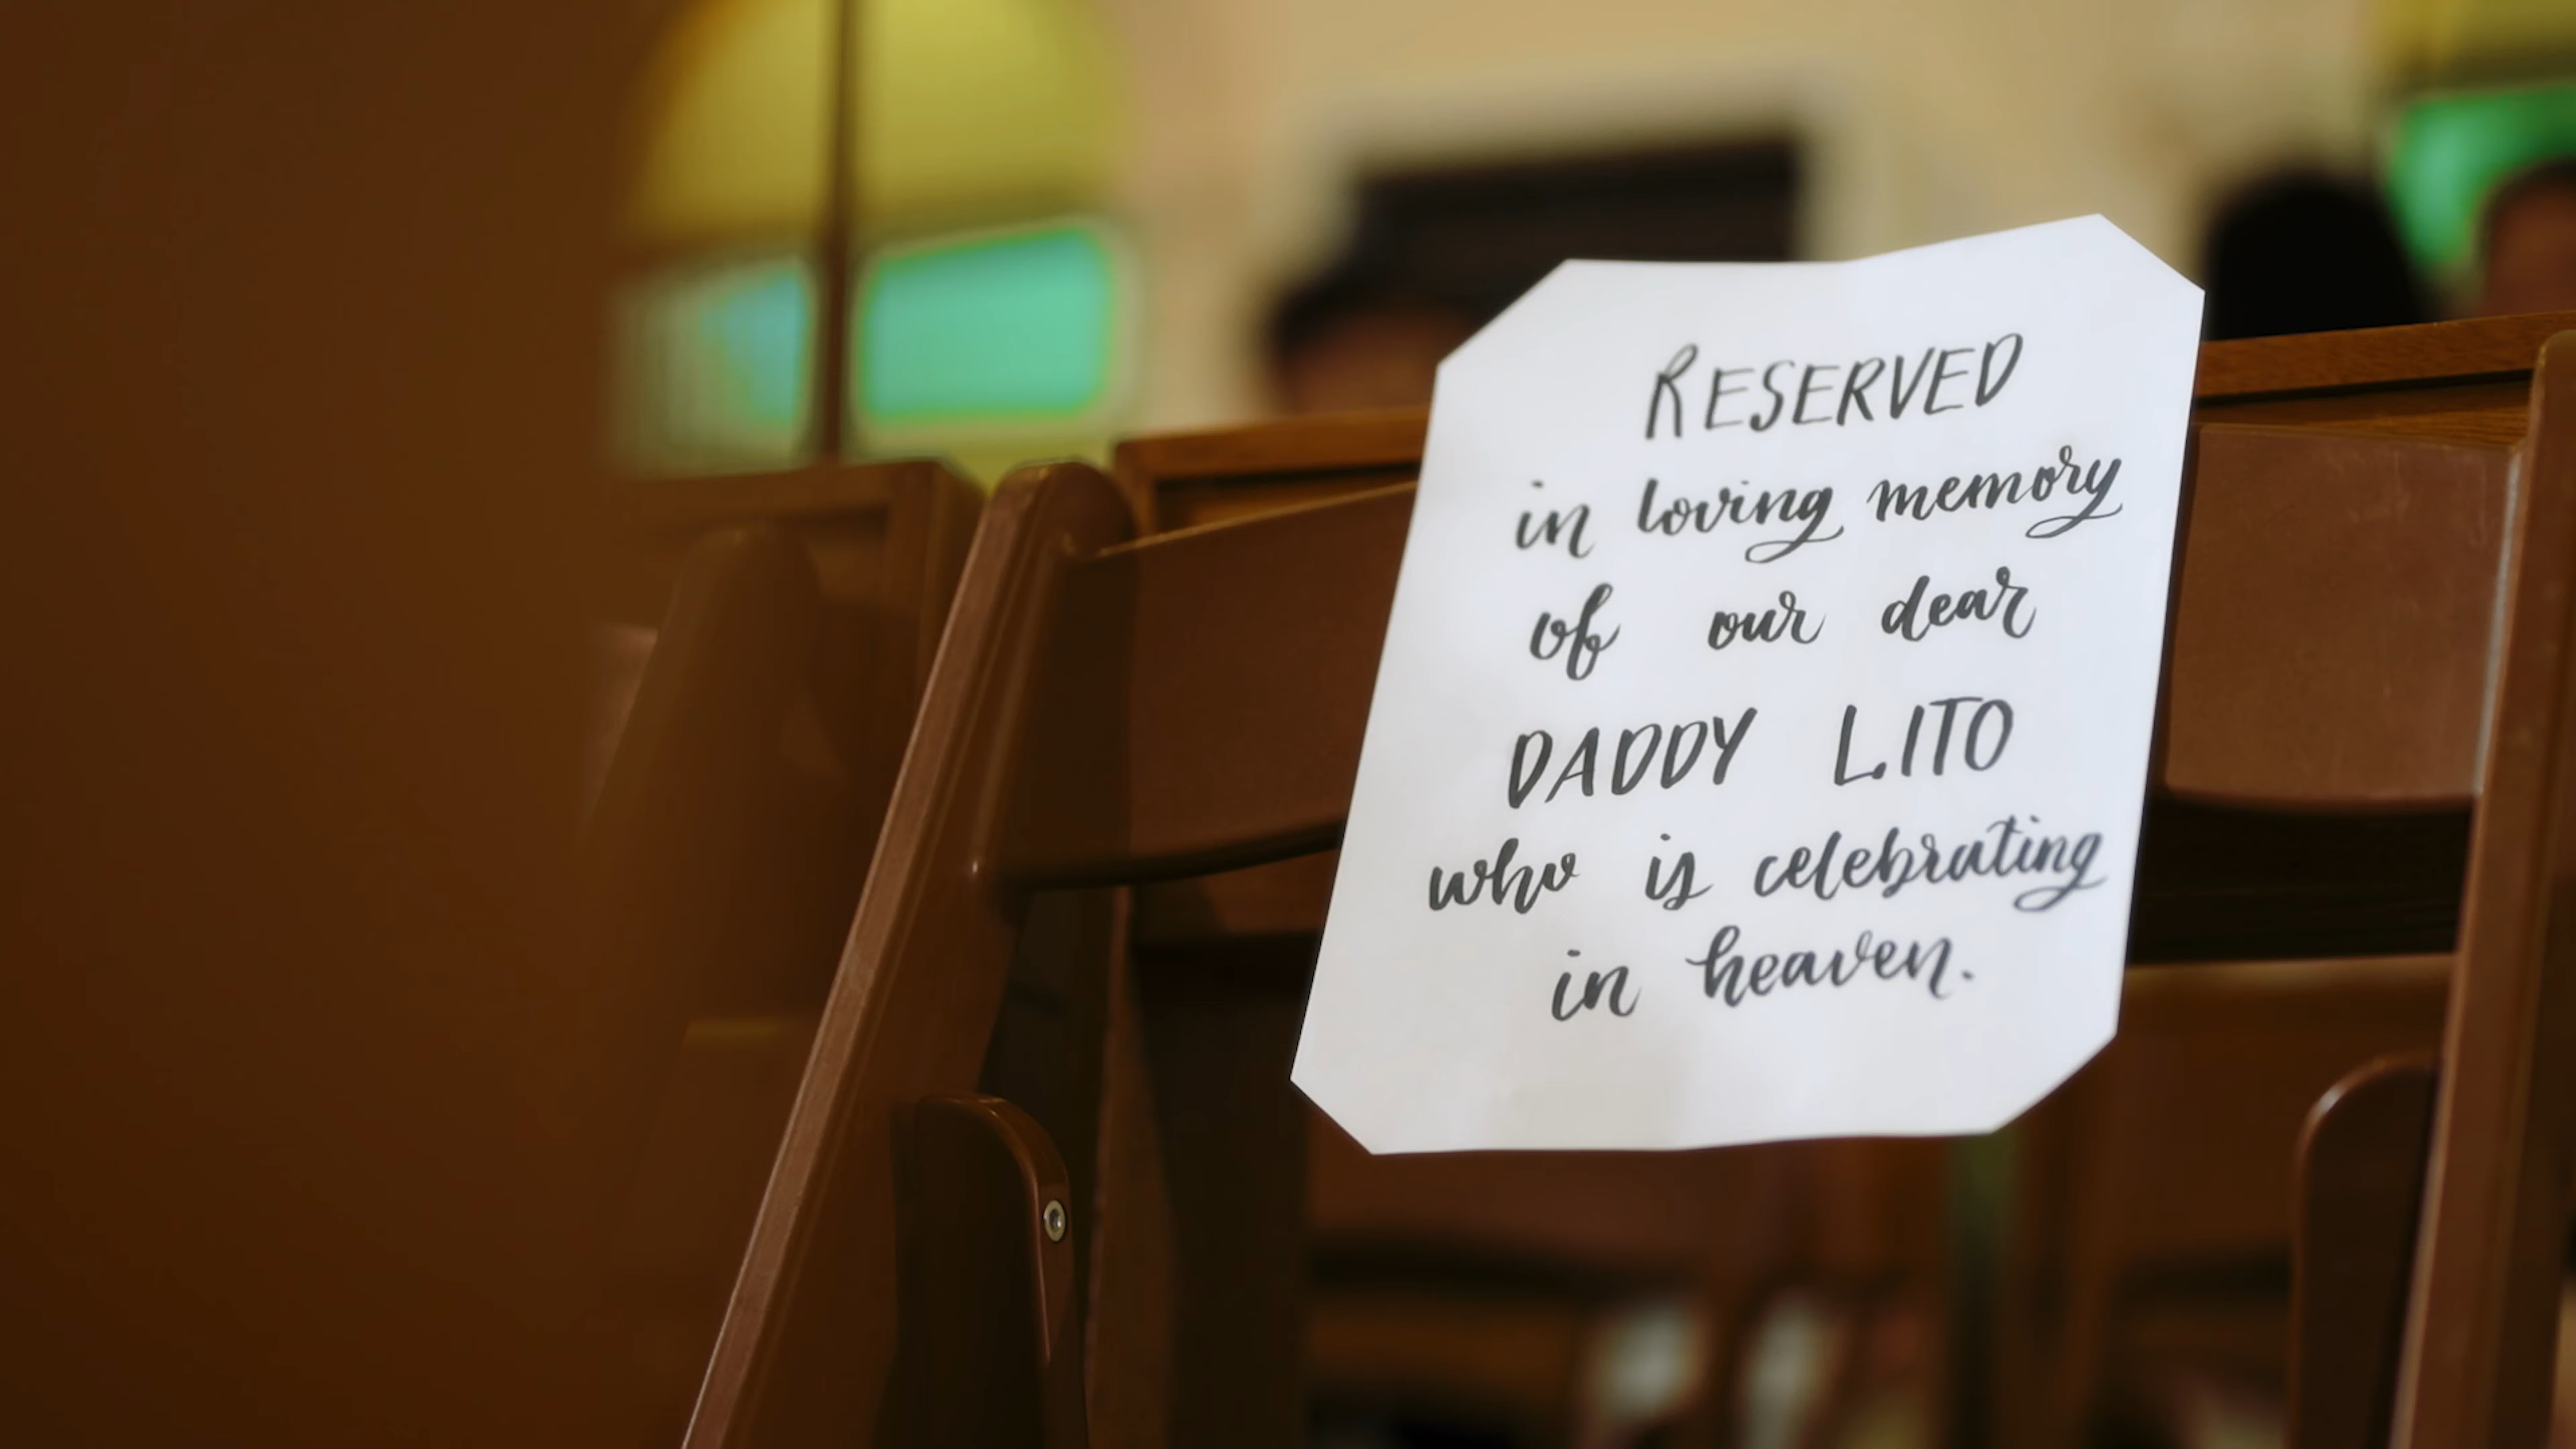 RESERVED
in loving memory
of our dear
DADDY LITO
who is celebrating
in heaven.